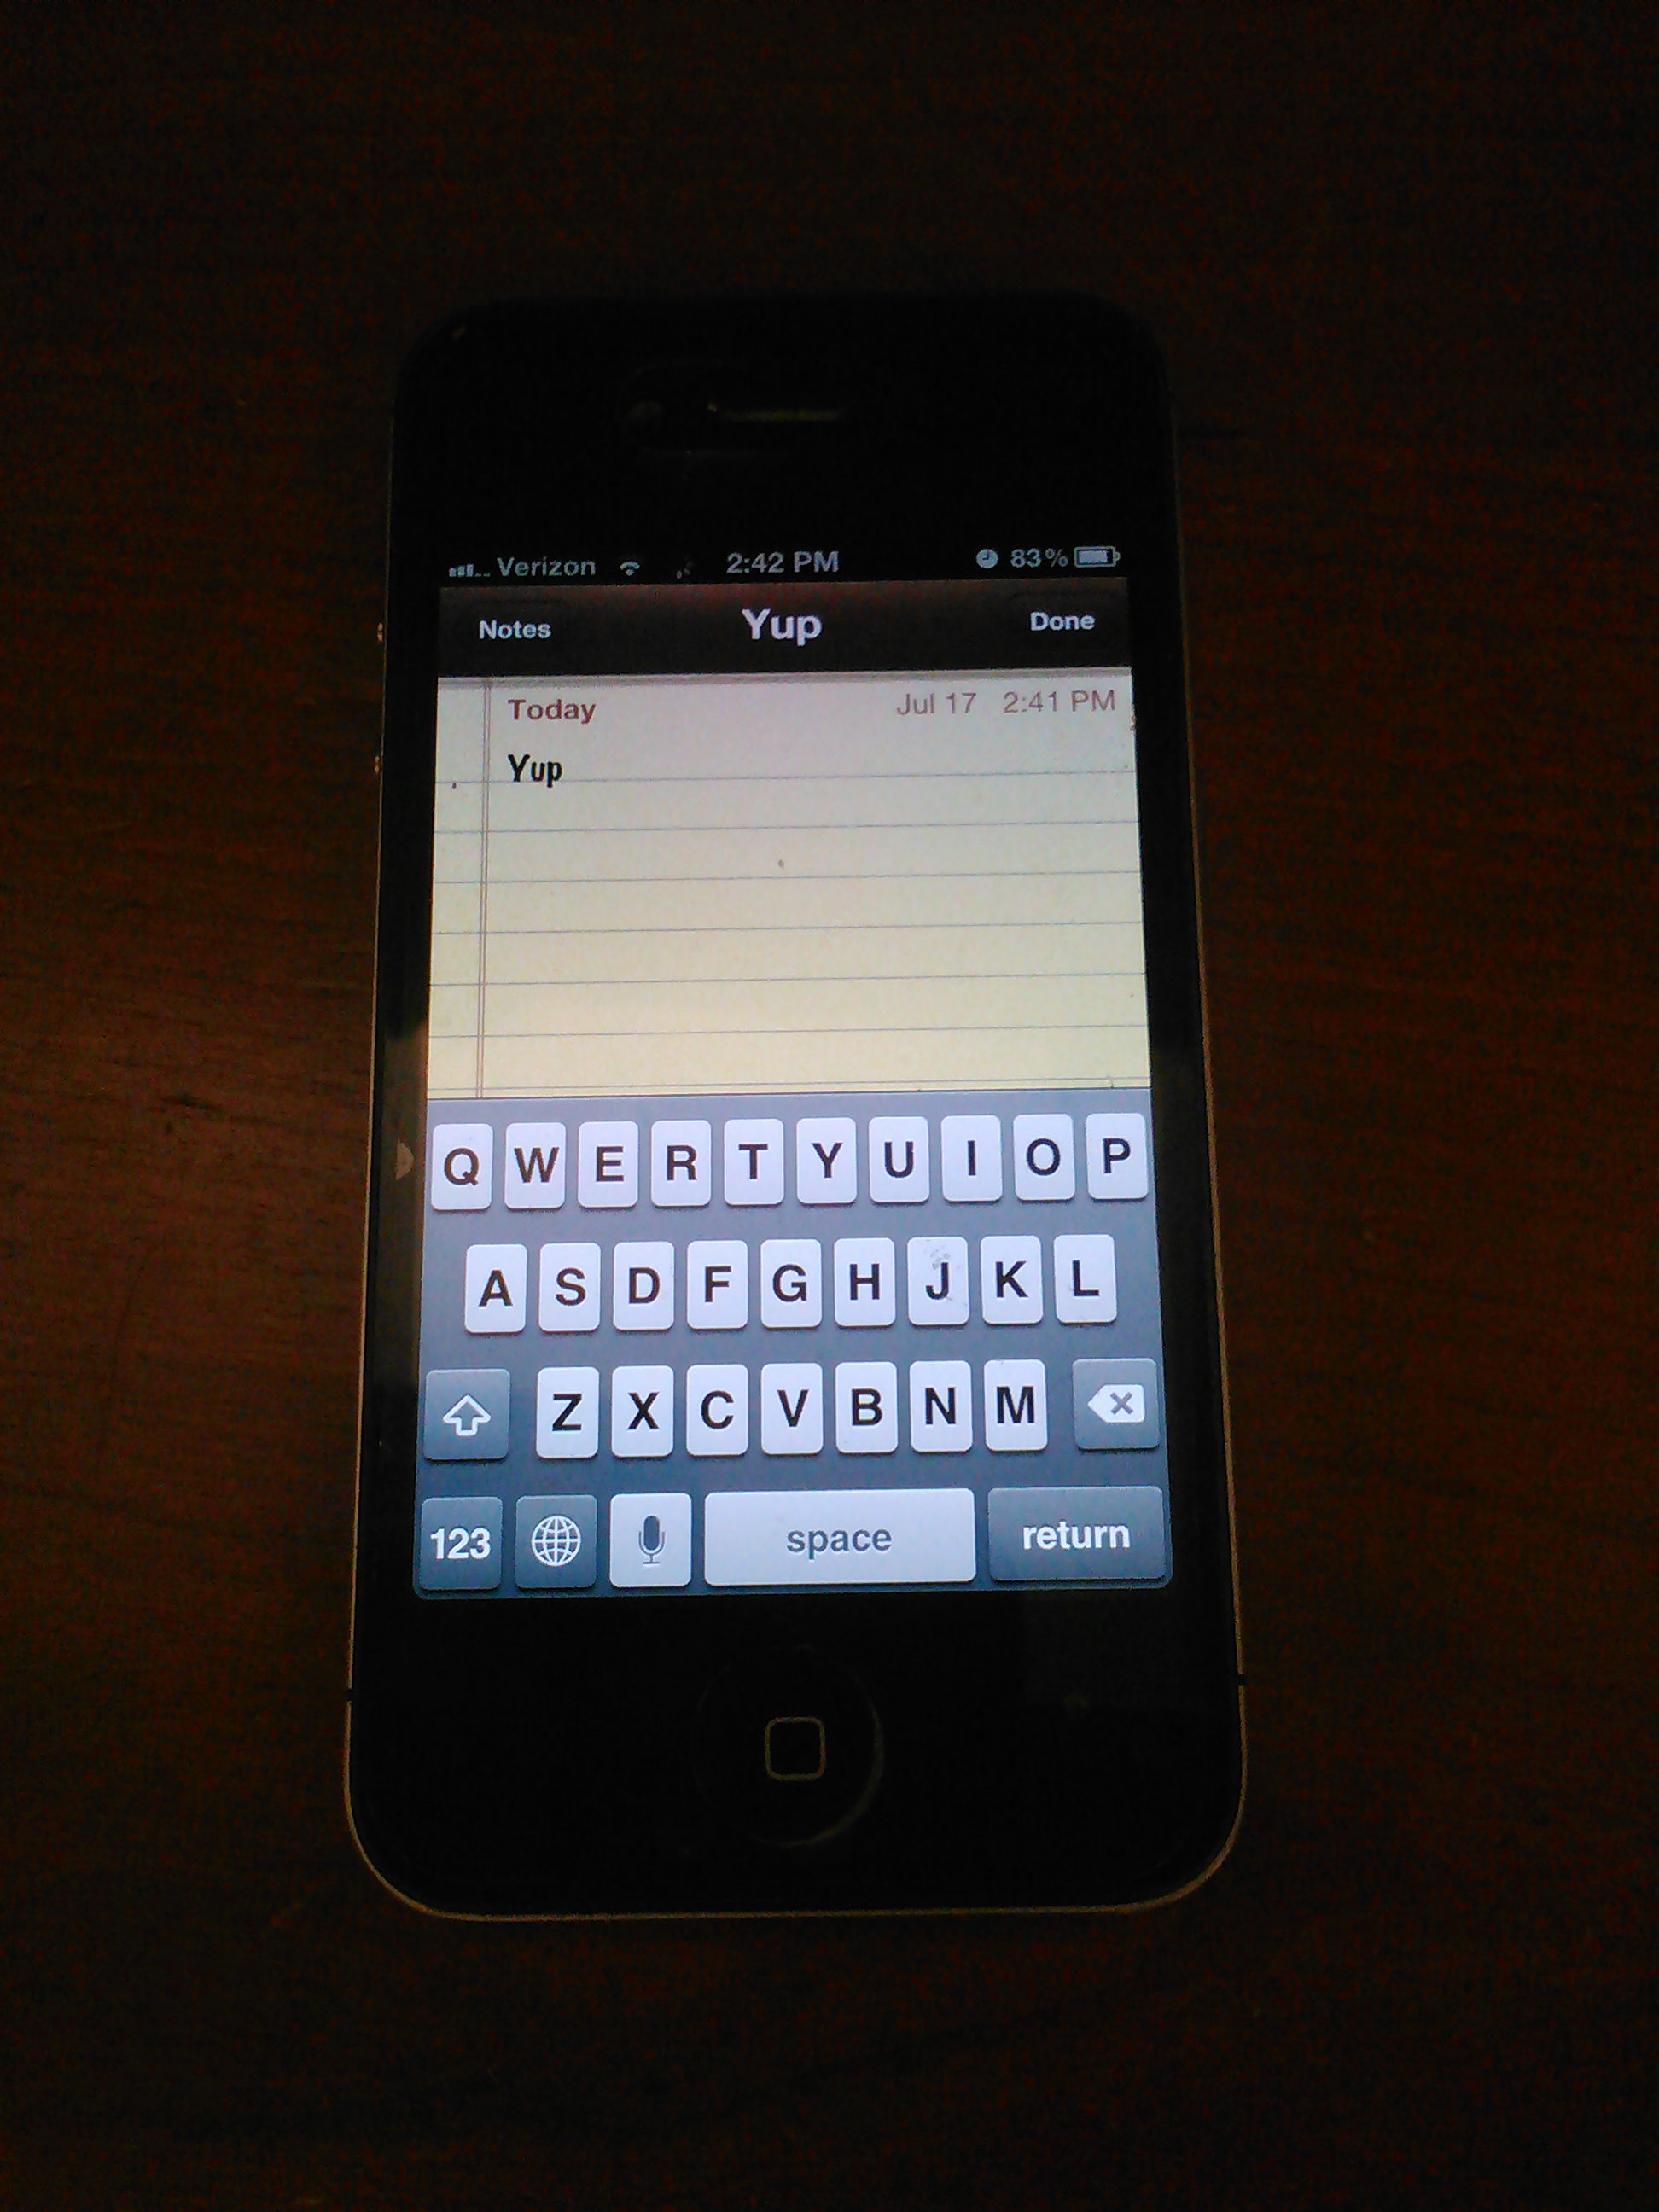 Verizon 2:42 PM 83%
Notes Yup Done
Today Jul 17 2:41 PM
Yup
Q W E R T Y U I O P
A S D F G H J K L
Z X C V B N M
123 space return